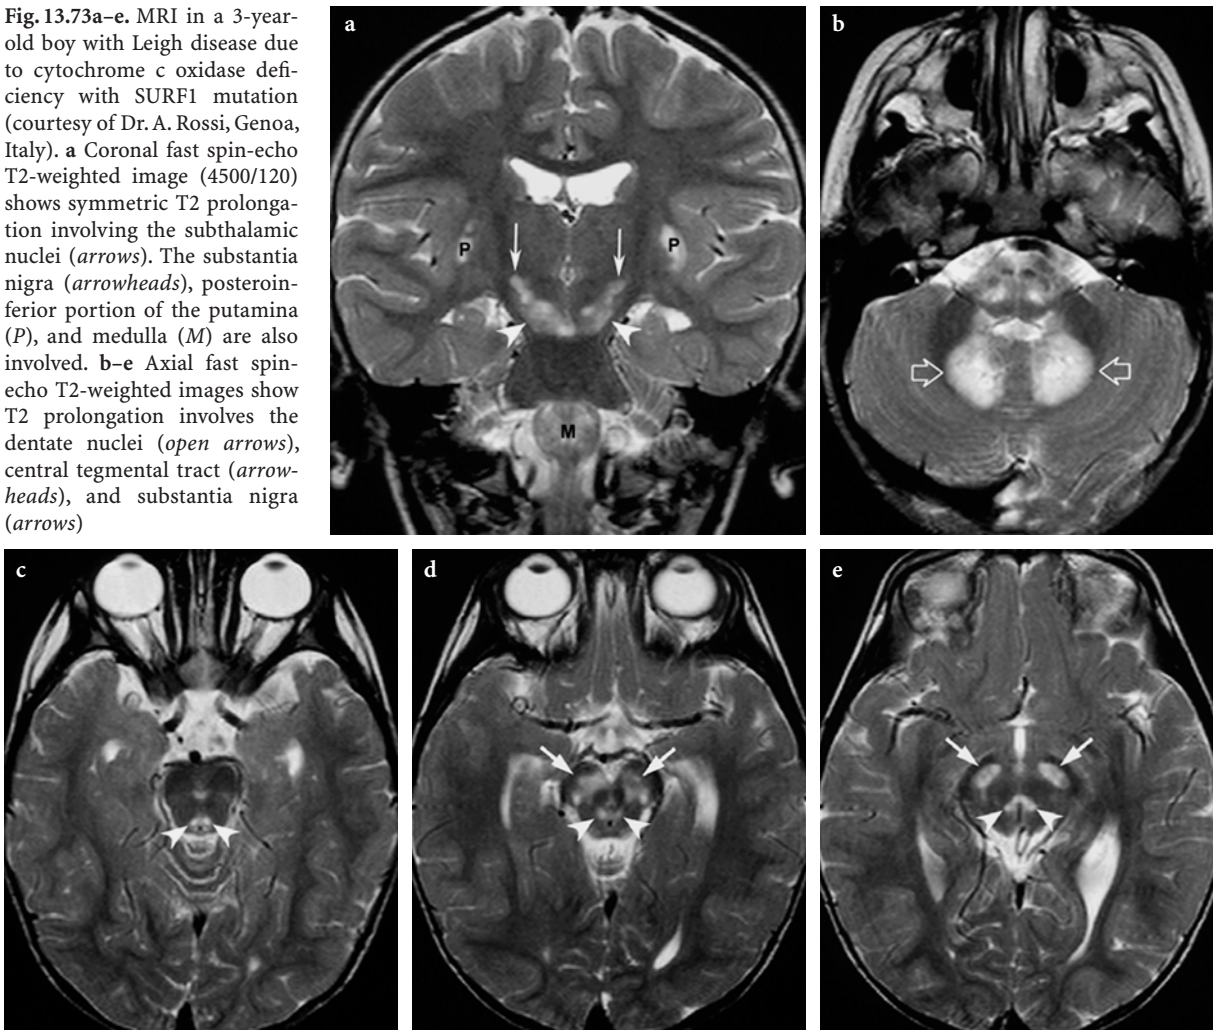 Fig. 13.73a–e. MRI in a 3-year-
old boy with Leigh disease due
to cytochrome c oxidase defi-
ciency with SURF1 mutation
(courtesy of Dr. A. Rossi, Genoa,
Italy). a Coronal fast spin-echo
T2-weighted image (4500/120)
shows symmetric T2 prolonga-
tion involving the subthalamic
nuclei (arrows). The substantia
nigra (arrowheads), posteroin-
ferior portion of the putamina
(P), and medulla (M) are also
involved. b–e Axial fast spin-
echo T2-weighted images show
T2 prolongation involves the
dentate nuclei (open arrows),
central tegmental tract (arrow-
heads), and substantia nigra
(arrows)
a
P
P
M
b
c
d
e